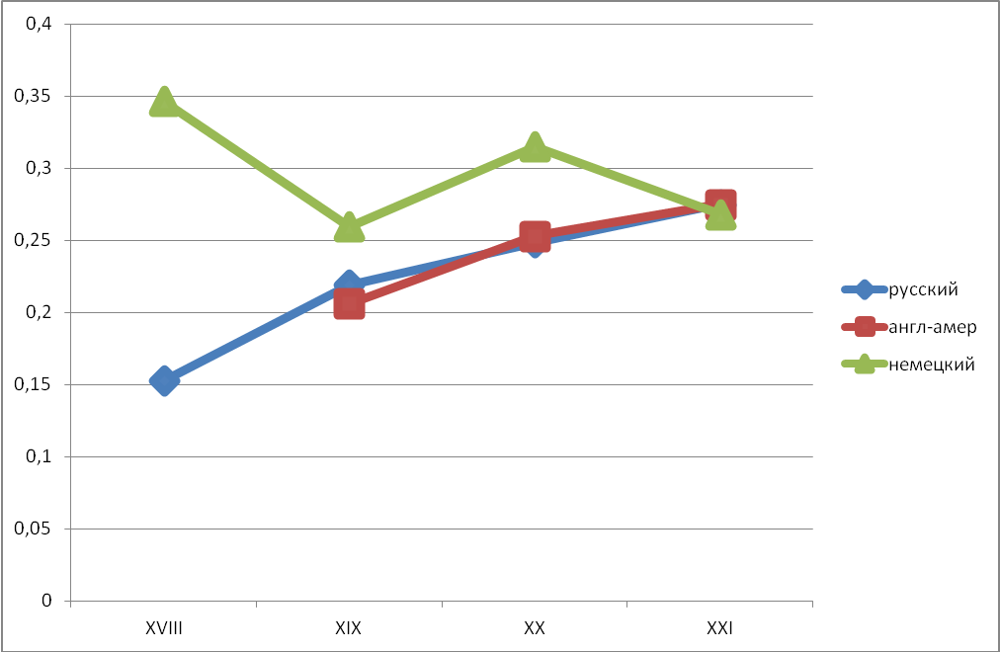 0,4
0,35
0,3
0,25
0,2
0,15
0,1
0,05
0
XVIII XIX XX XXI
русский
англ-амер
немецкий